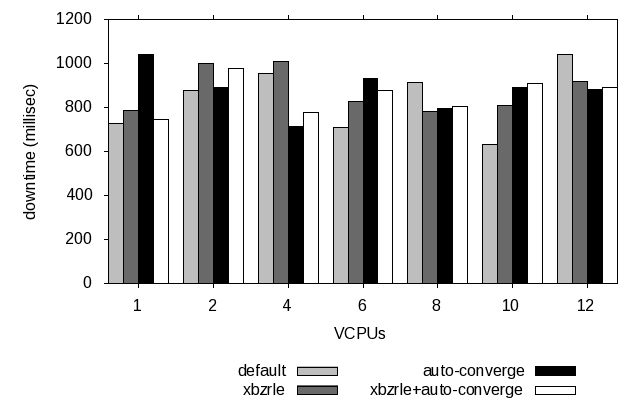 1200
1000
800
600
400
200
0
downtime (millisec)
1 2 4 6 8 10 12
VCPUs
default auto-converge
xbzrle xbzrle+auto-converge